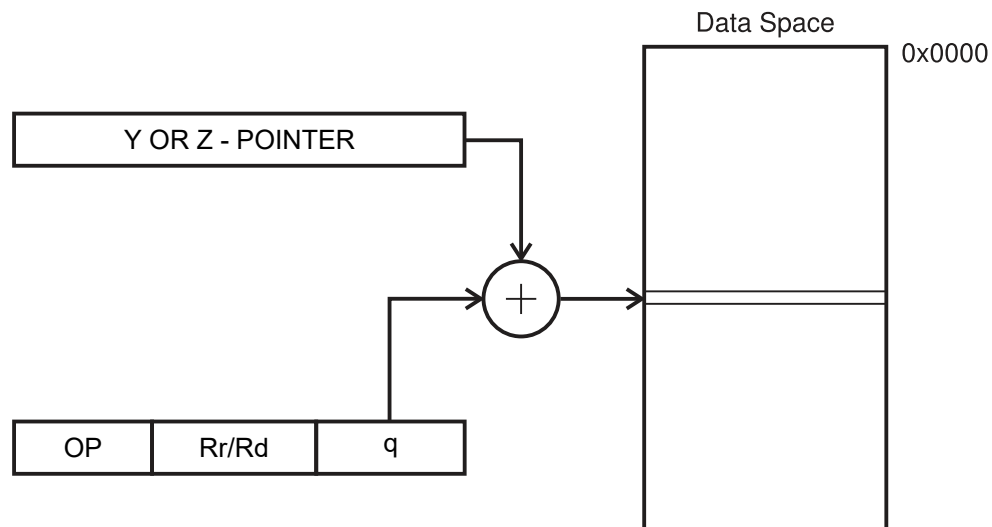 Data Space
0x0000
Y OR Z - POINTER
+
OP
Rr/Rd
q